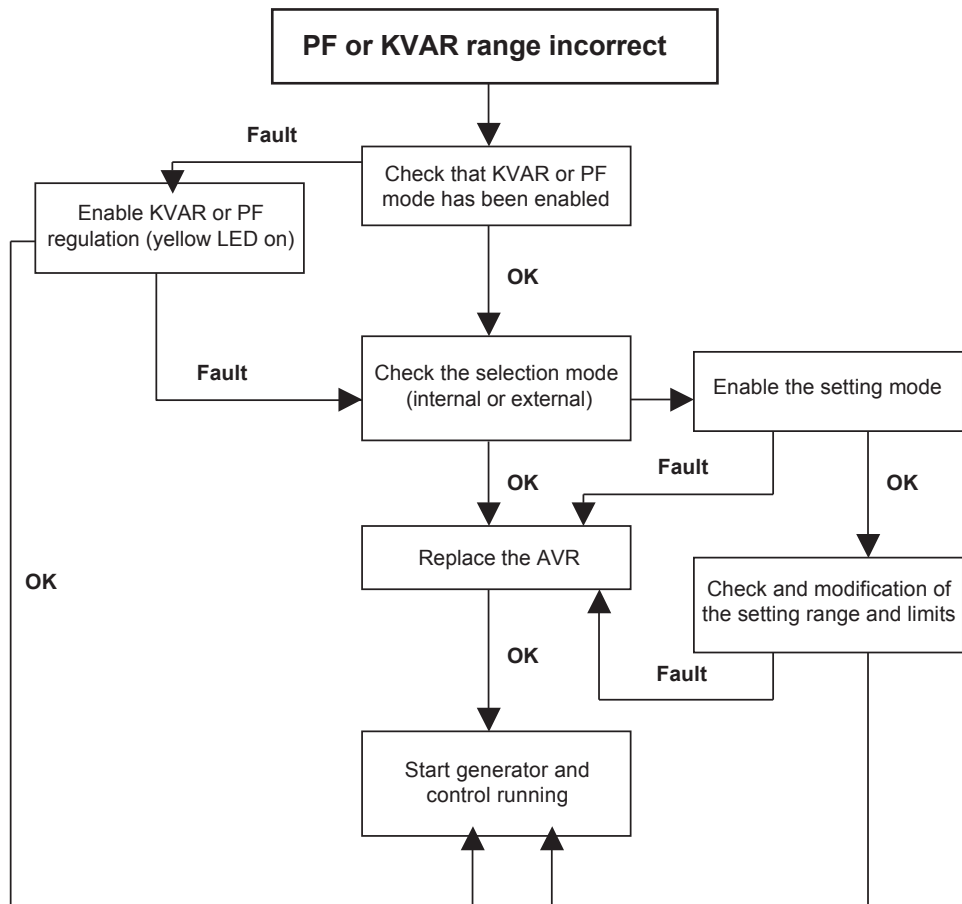 PF or KVAR range incorrect
Fault
Check that KVAR or PF
mode has been enabled
Enable KVAR or PF
regulation (yellow LED on)
OK
Fault
Check the selection mode
(internal or external)
Enable the setting mode
OK
Fault
OK
Replace the AVR
OK
Check and modification of
the setting range and limits
OK
Fault
Start generator and
control running